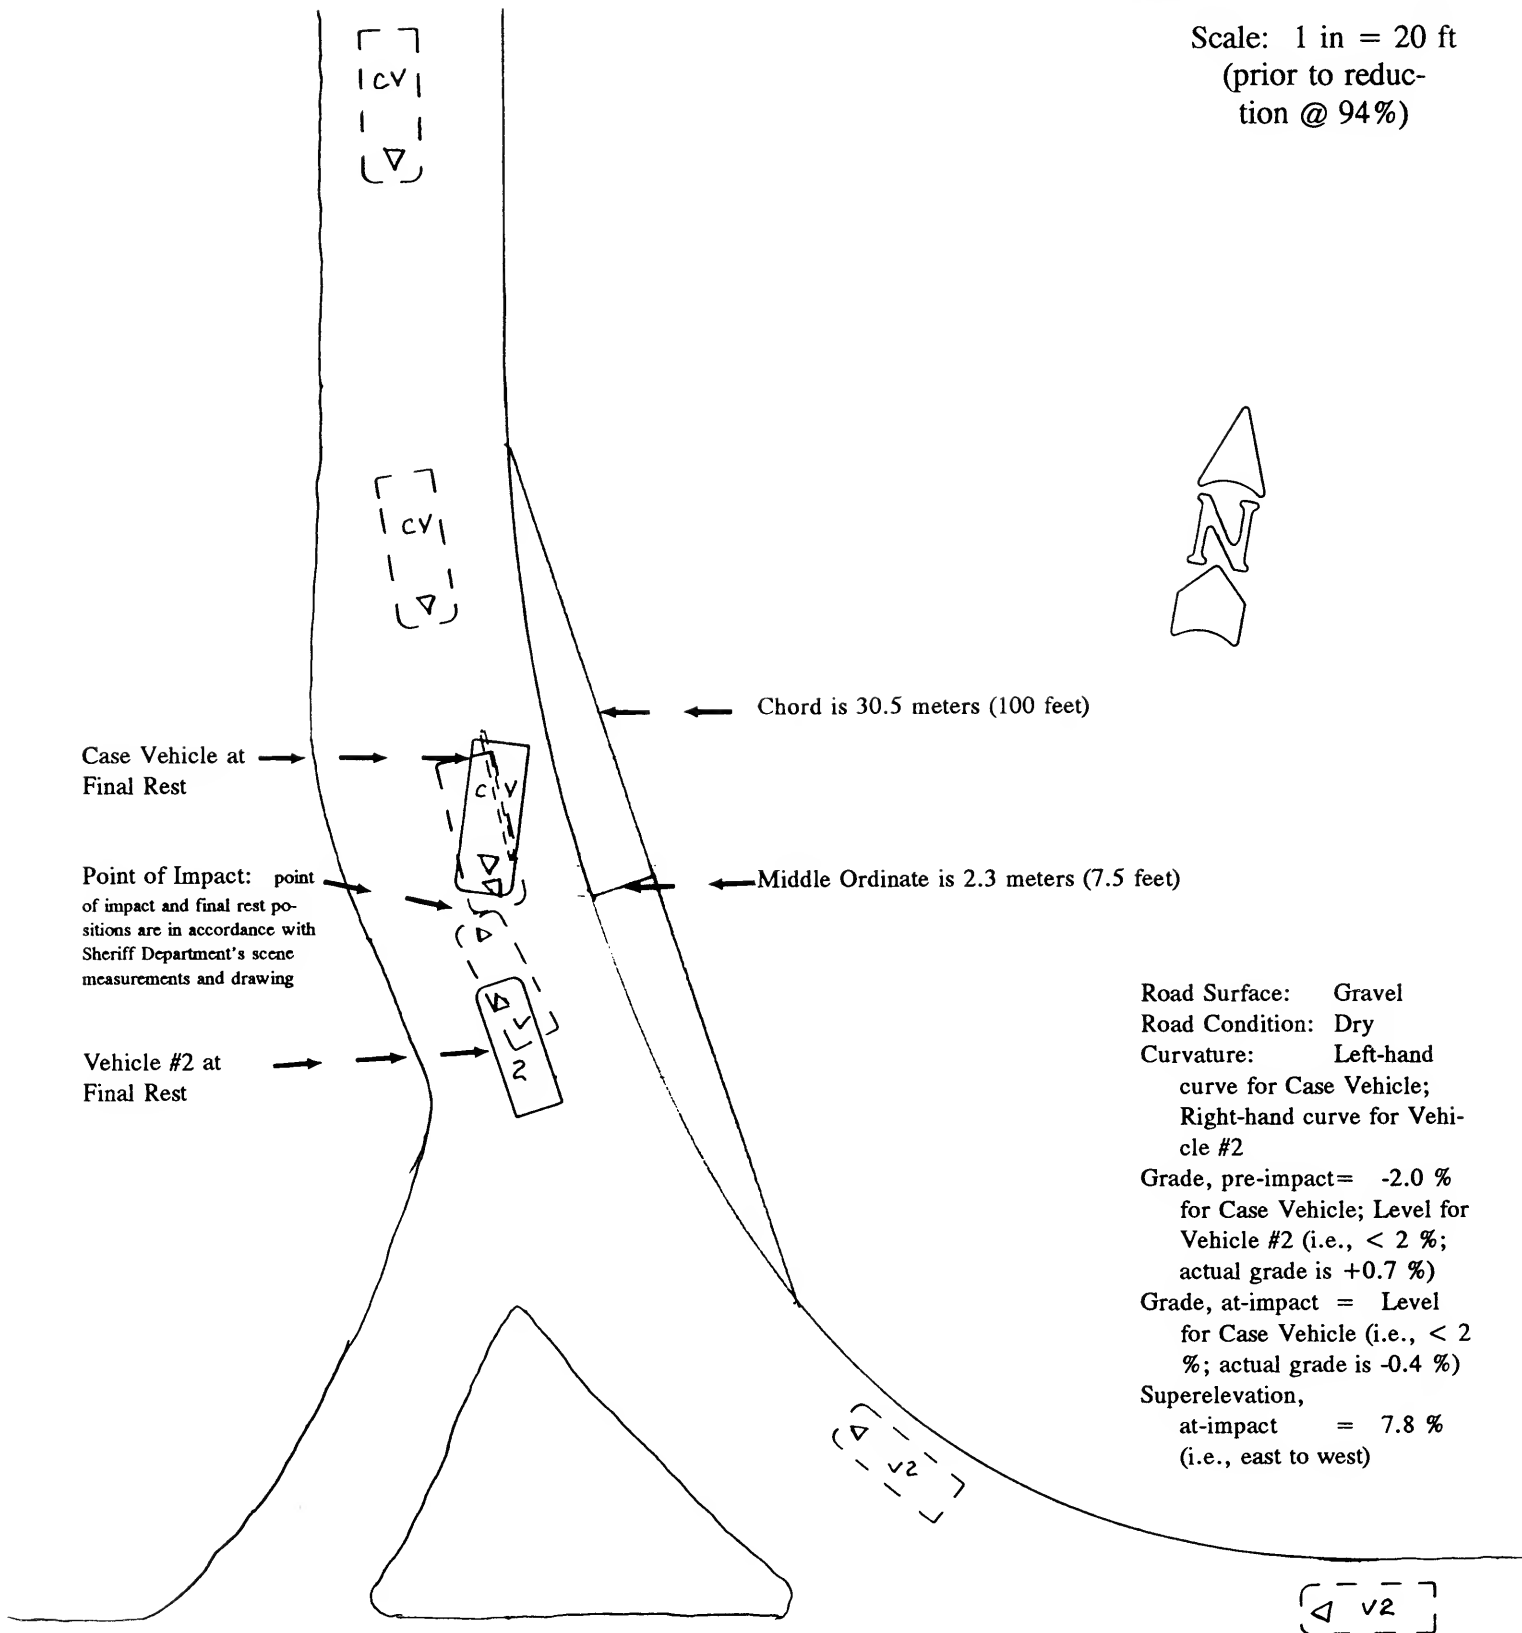 Scale: 1 in = 20 ft
(prior to reduc-
tion @ 94%)
CV
CV
N
Chord is 30.5 meters (100 feet)
Case Vehicle at
Final Rest
C V
Point of Impact: point
of impact and final rest po-
sitions are in accordance with
Sheriff Department's scene
measurements and drawing
Middle Ordinate is 2.3 meters (7.5 feet)
Vehicle #2 at
Final Rest
V
2
Road Surface: Gravel
Road Condition: Dry
Curvature: Left-hand
curve for Case Vehicle;
Right-hand curve for Vehi-
cle #2
Grade, pre-impact= -2.0 %
for Case Vehicle; Level for
Vehicle #2 (i.e., < 2 %;
actual grade is +0.7 %)
Grade, at-impact = Level
for Case Vehicle (i.e., < 2
%; actual grade is -0.4 %)
Superelevation,
at-impact = 7.8 %
(i.e., east to west)
V2
V2